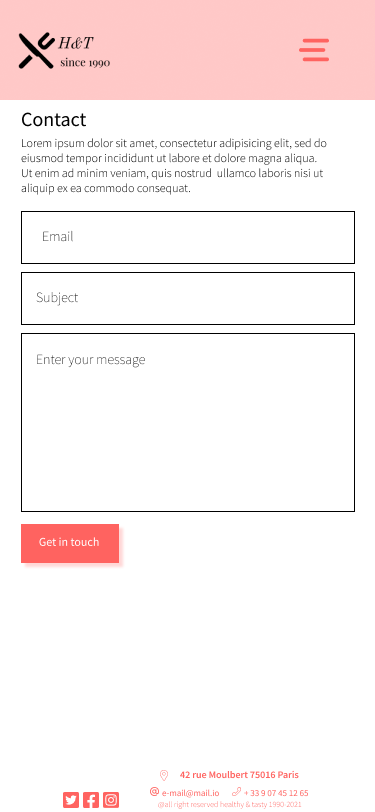 H&T
since 1990
Contact
Lorem ipsum dolor sit amet, consectetur adipisicing elit, sed do
eiusmod tempor incididunt ut labore et dolore magna aliqua.
Ut enim ad minim veniam, quis nostrud ullamco laboris nisi ut
aliquip ex ea commodo consequat.
Email
Subject
Enter your message
Get in touch
42 rue Moulbert 75016 Paris
e-mail@mail.io + 33 9 07 45 12 65
@all right reserved healthy & tasty 1990-2021